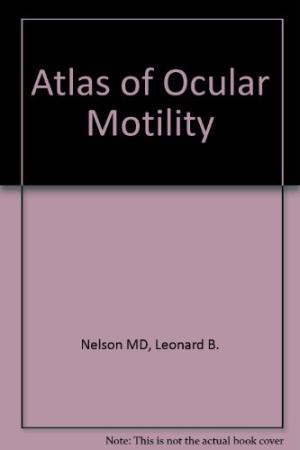 Atlas of Ocular
Motility
Nelson MD, Leonard B.
Note: This is not the actual book cover